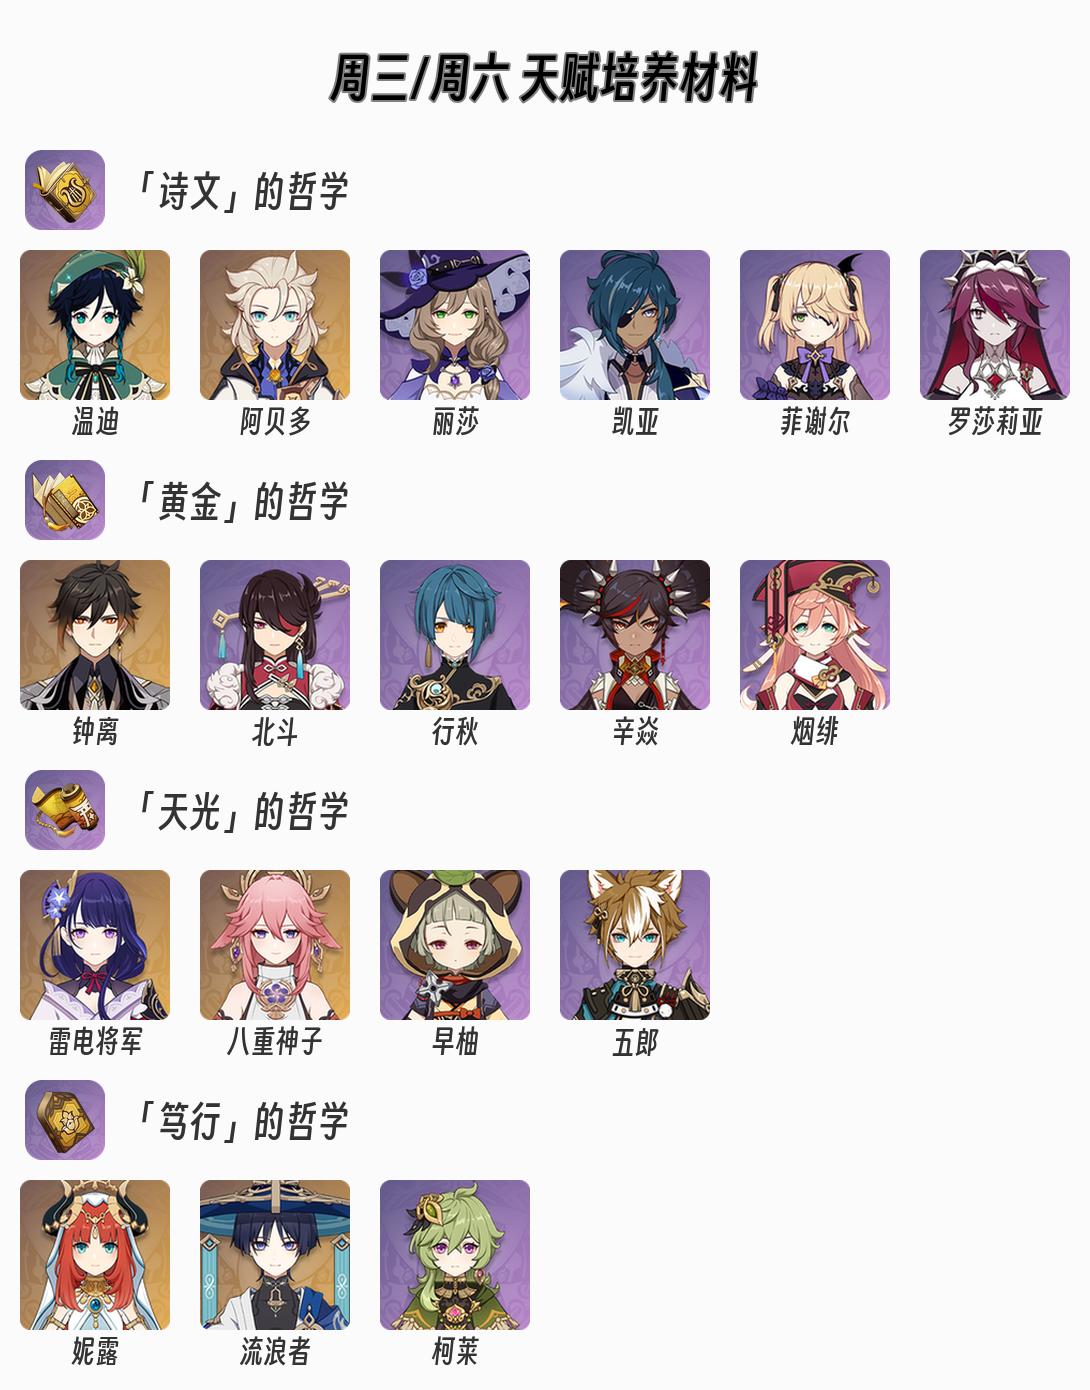 周三/周六 天赋培养材料
「诗文」的哲学
温迪 阿贝多 丽莎 凯亚 菲谢尔 罗莎莉亚
「黄金」的哲学
钟离 北斗 行秋 辛焱 烟绯
「天光」的哲学
雷电将军 八重神子 早柚 五郎
「笃行」的哲学
妮露 流浪者 柯莱